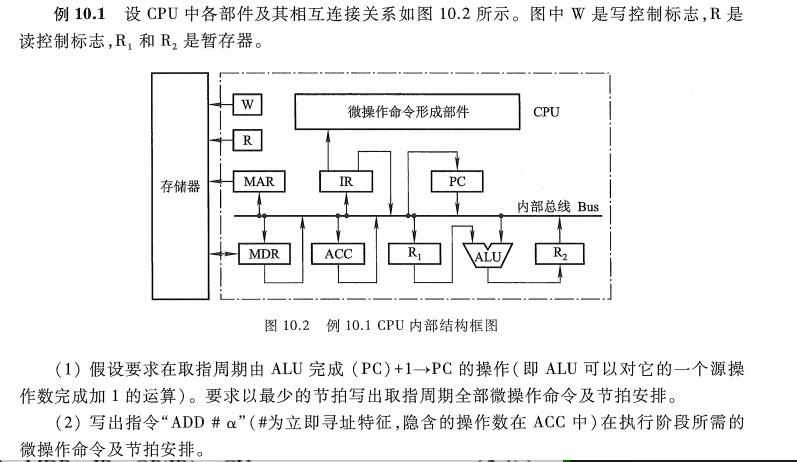 例 10.1 设 CPU 中各部件及其相互连接关系如图 10.2 所示。图中 W 是写控制标志,R 是
读控制标志,R₁ 和 R₂ 是暂存器。
W
微操作命令形成部件
CPU
R
存储器
MAR
IR
PC
内部总线 Bus
MDR
ACC
R₁
ALU
R₂
图 10.2 例 10.1 CPU 内部结构框图
(1) 假设要求在取指周期由 ALU 完成 (PC)+1→PC 的操作(即 ALU 可以对它的一个源操
作数完成加 1 的运算)。要求以最少的节拍写出取指周期全部微操作命令及节拍安排。
(2) 写出指令“ADD # α”(#为立即寻址特征,隐含的操作数在 ACC 中)在执行阶段所需的
微操作命令及节拍安排。